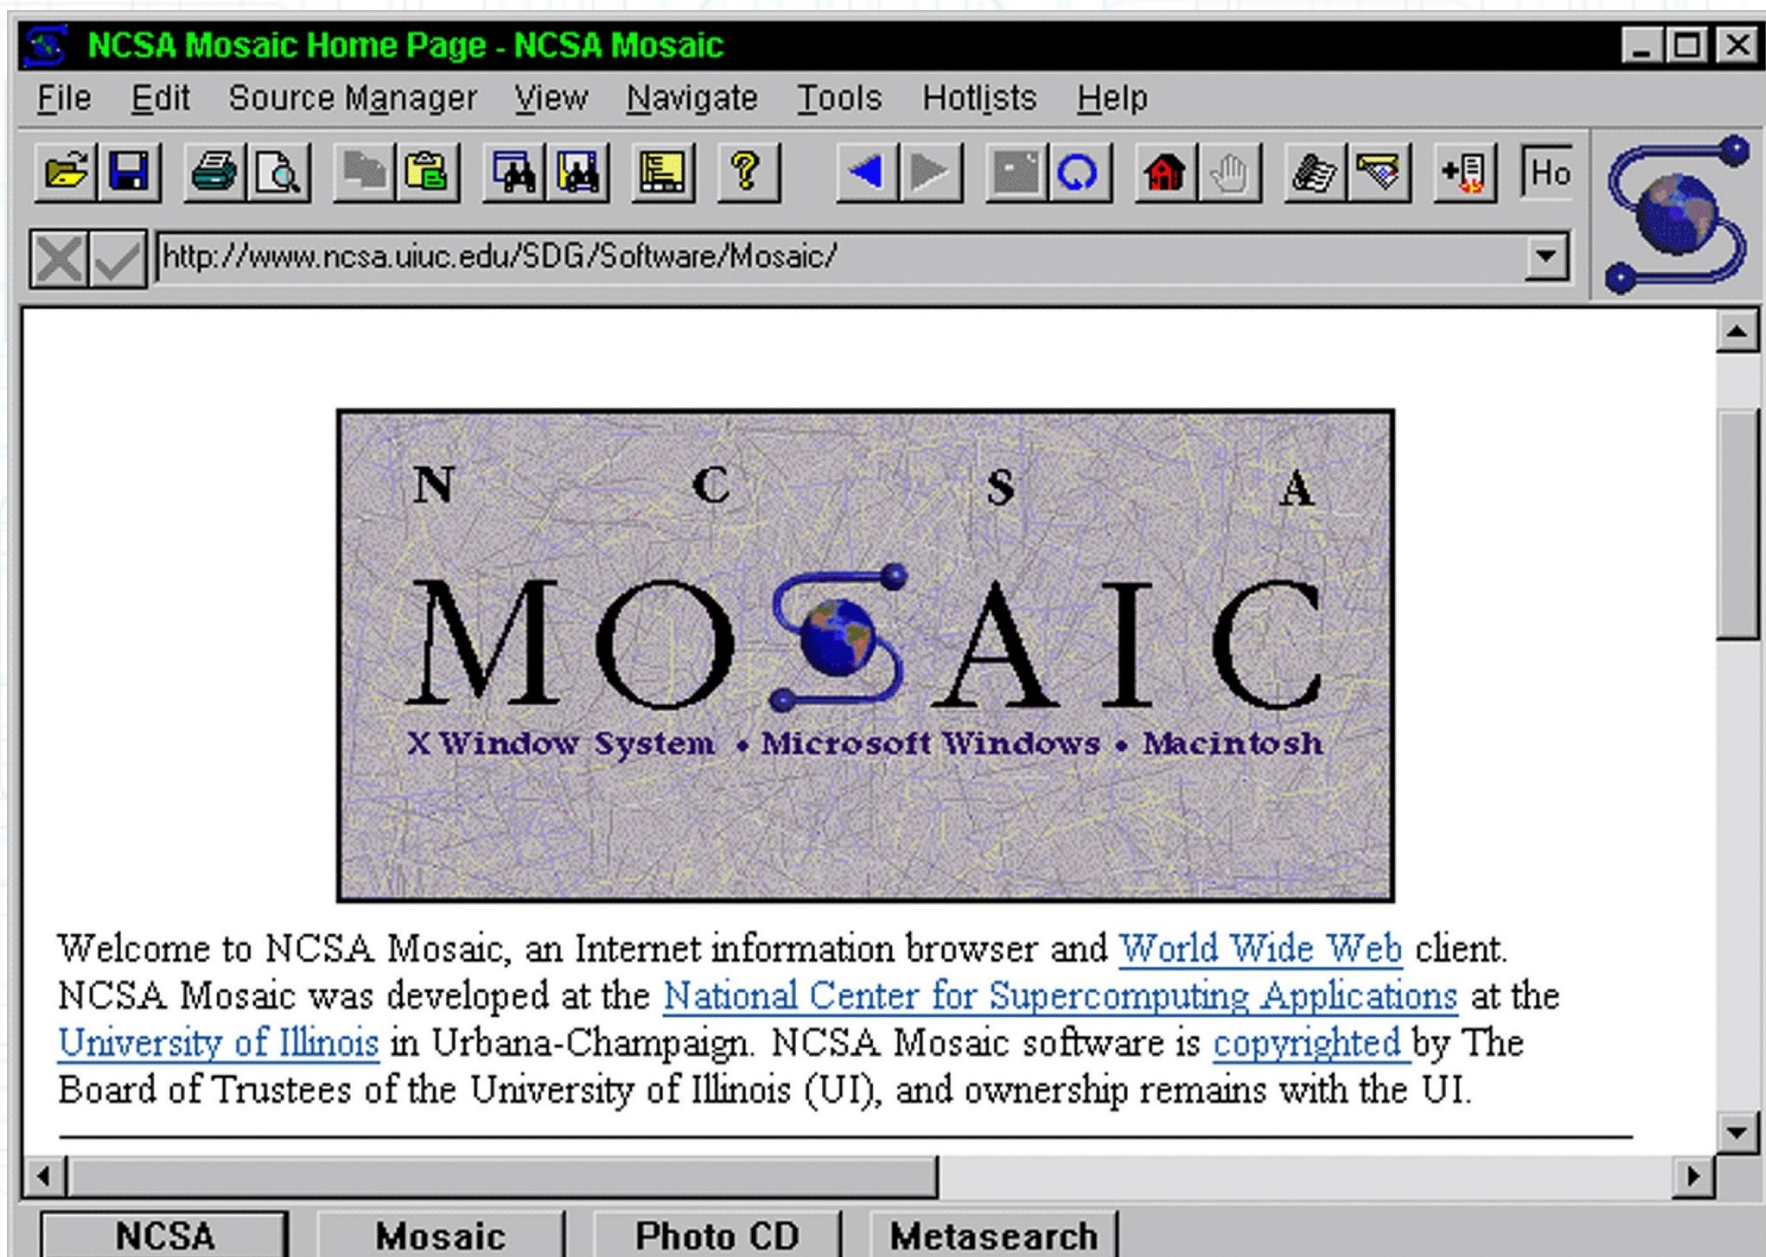 NCSA Mosaic Home Page - NCSA Mosaic
File Edit Source Manager View Navigate Tools Hotlists Help
Ho
http://www.ncsa.uiuc.edu/SDG/Software/Mosaic/
N C S A
MOSAIC
X Window System • Microsoft Windows • Macintosh
Welcome to NCSA Mosaic, an Internet information browser and World Wide Web client.
NCSA Mosaic was developed at the National Center for Supercomputing Applications at the
University of Illinois in Urbana-Champaign. NCSA Mosaic software is copyrighted by The
Board of Trustees of the University of Illinois (UI), and ownership remains with the UI.
NCSA Mosaic Photo CD Metasearch